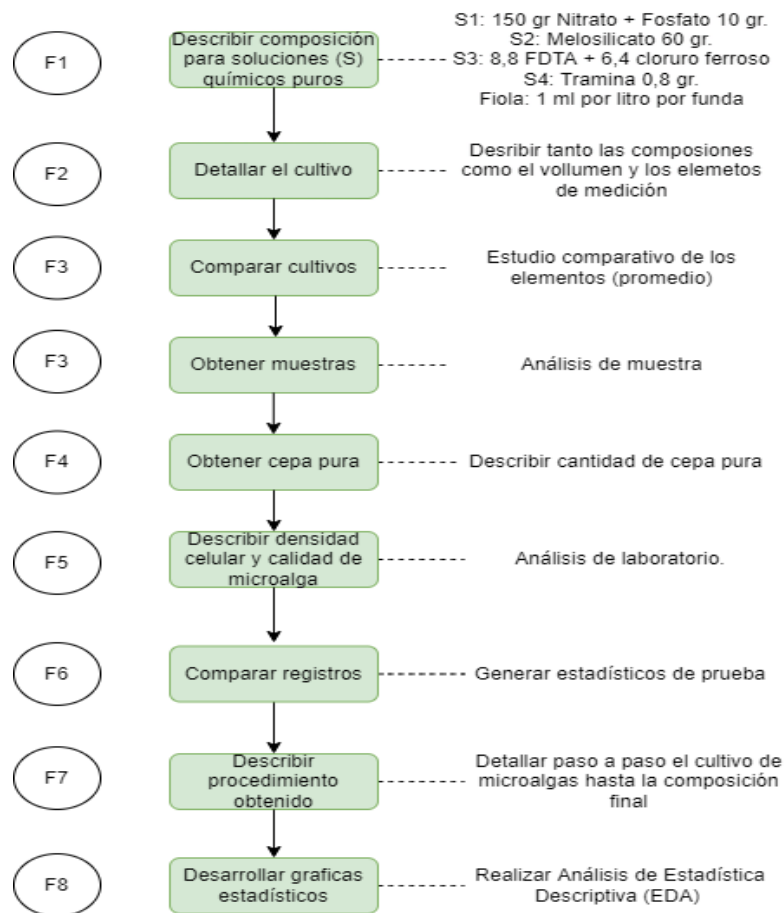 F1
Describir composición
para soluciones (S)
químicos puros
S1: 150 gr Nitrato + Fosfato 10 gr.
S2: Melosilicato 60 gr.
S3: 8,8 FDTA + 6,4 cloruro ferroso
S4: Tramina 0,8 gr.
Fiola: 1 ml por litro por funda
F2
Detallar el cultivo
Desribir tanto las composiones
como el vollumen y los elemetos
de medición
F3
Comparar cultivos
Estudio comparativo de los
elementos (promedio)
F3
Obtener muestras
Análisis de muestra
F4
Obtener cepa pura
Describir cantidad de cepa pura
F5
Describir densidad
celular y calidad de
microalga
Análisis de laboratorio.
F6
Comparar registros
Generar estadísticos de prueba
F7
Describir
procedimiento
obtenido
Detallar paso a paso el cultivo de
microalgas hasta la composición
final
F8
Desarrollar graficas
estadísticos
Realizar Análisis de Estadística
Descriptiva (EDA)